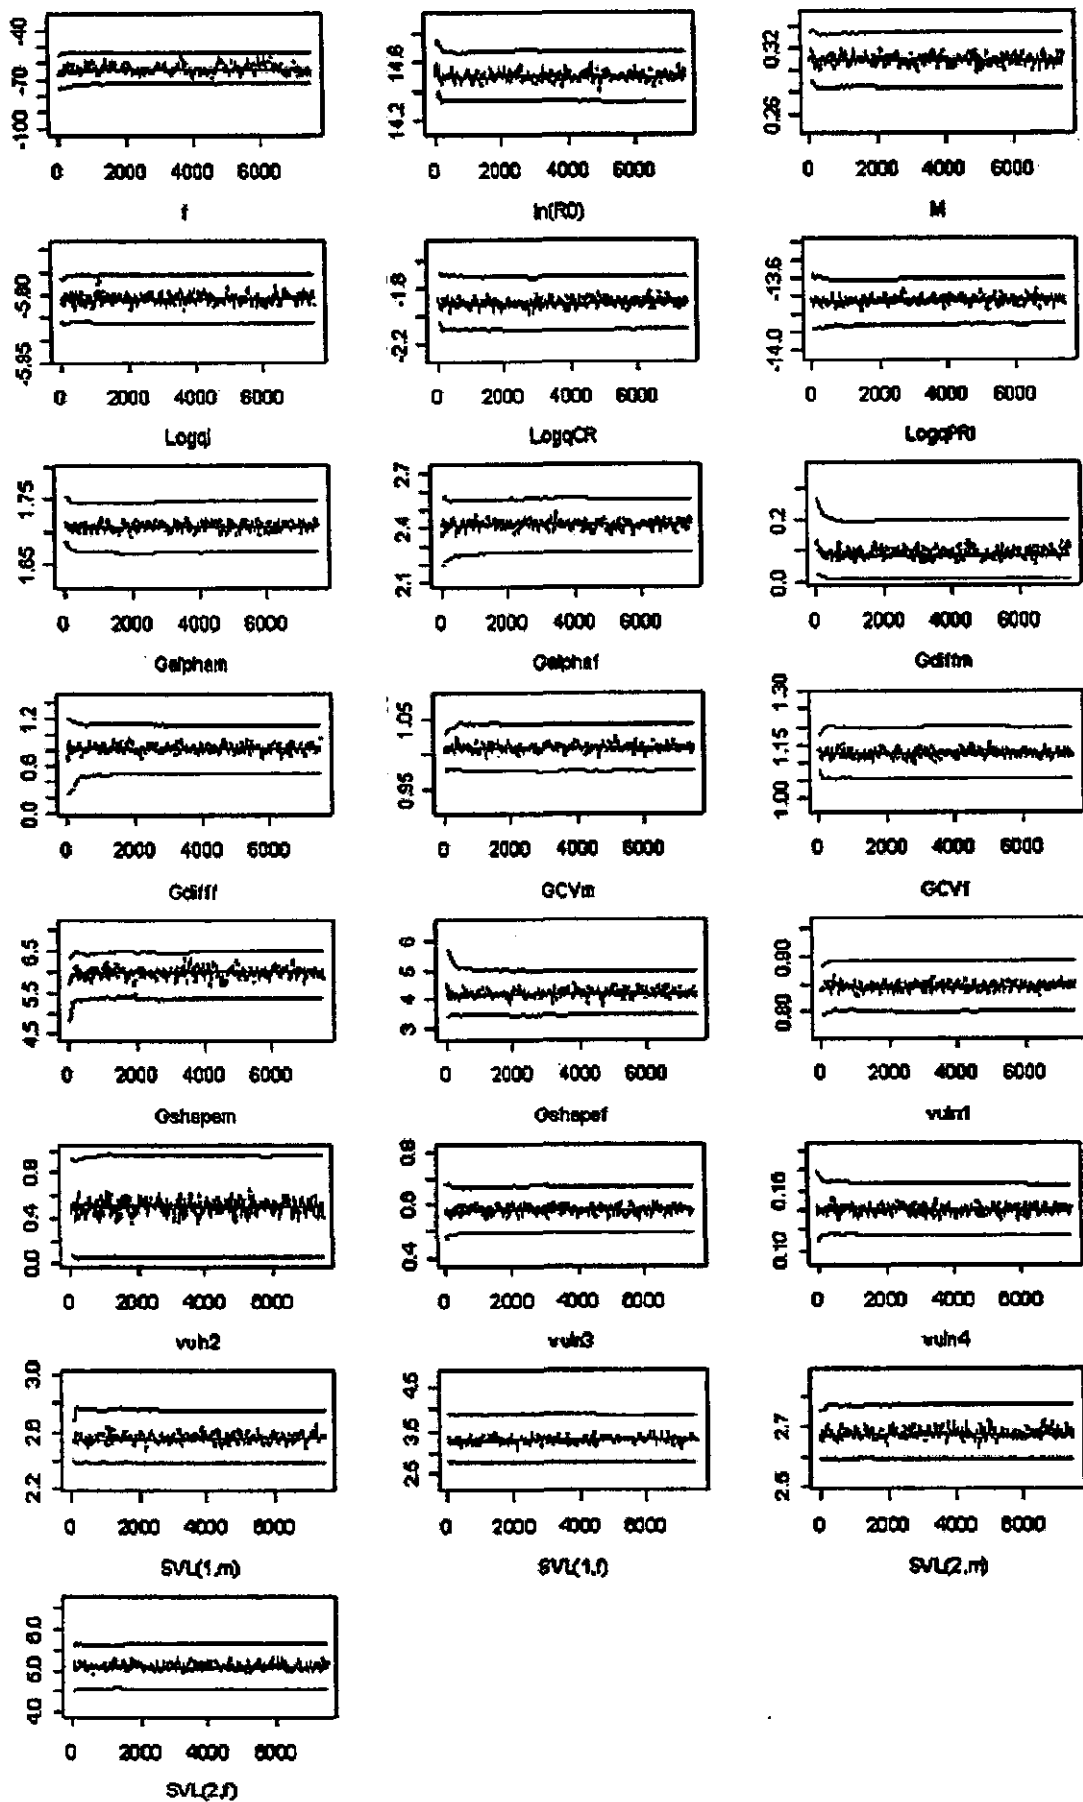 -40
-70
-100
0 2000 4000 6000
f
14.6
14.2
0 2000 4000 6000
ln(R0)
0.32
0.26
0 2000 4000 6000
M
-5.80
-5.95
0 2000 4000 6000
Logqj
-1.8
-2.2
0 2000 4000 6000
LogqCR
-13.6
-14.0
0 2000 4000 6000
LogqPRI
1.75
1.65
0 2000 4000 6000
Galpham
2.7
2.4
2.1
0 2000 4000 6000
Galphaf
0.2
0.0
0 2000 4000 6000
Gdiffm
1.2
0.6
0.0
0 2000 4000 6000
Gdifff
1.05
0.95
0 2000 4000 6000
GCVm
1.30
1.15
1.00
0 2000 4000 6000
GCVf
6.5
5.5
4.5
0 2000 4000 6000
Gshapem
6
5
4
3
0 2000 4000 6000
Gshapef
0.90
0.80
0 2000 4000 6000
vuln1
0.8
0.4
0.0
0 2000 4000 6000
vuln2
0.8
0.6
0.4
0 2000 4000 6000
vuln3
0.16
0.10
0 2000 4000 6000
vuln4
3.0
2.6
2.2
0 2000 4000 6000
SVL(1,m)
4.5
3.5
2.5
0 2000 4000 6000
SVL(1,f)
2.7
2.5
0 2000 4000 6000
SVL(2,m)
6.0
5.0
4.0
0 2000 4000 6000
SVL(2,f)